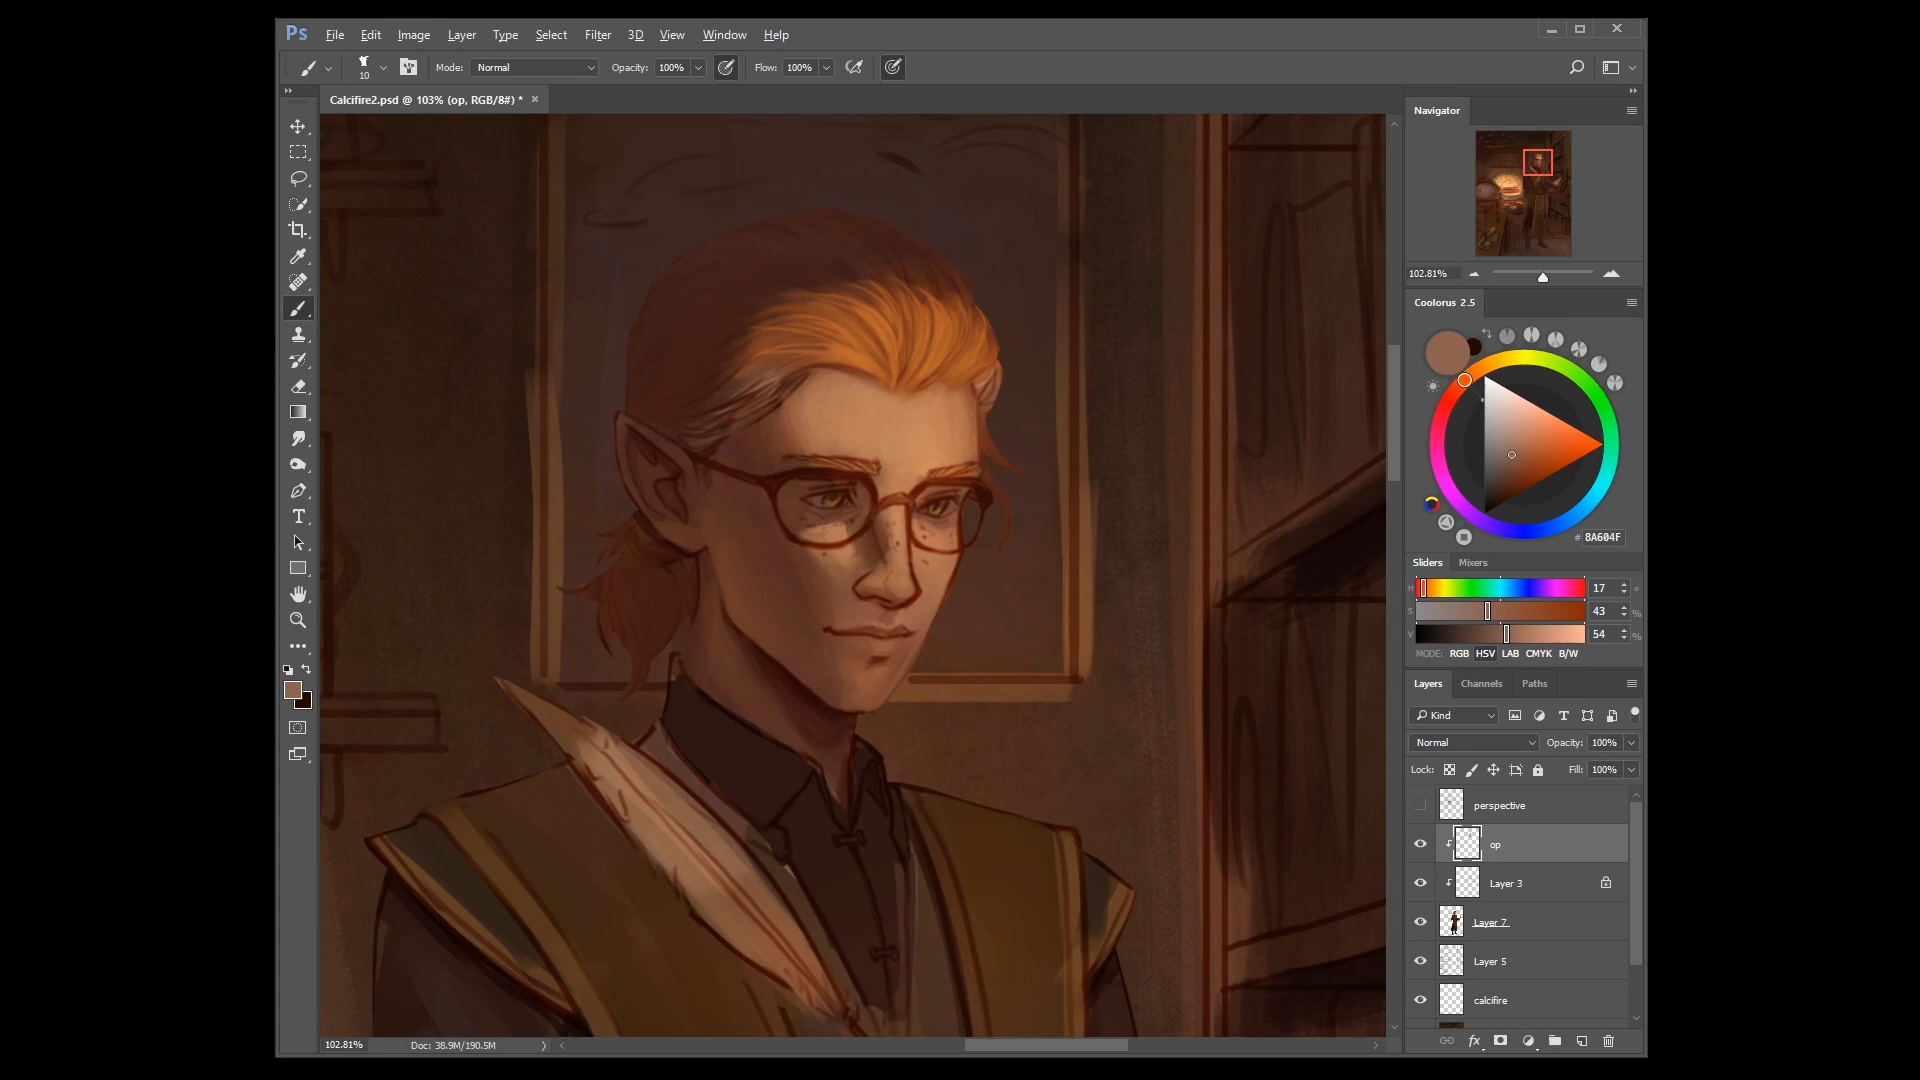 Ps File Edit Image Layer Type Select Filter 3D View Window Help
10 Mode: Normal Opacity: 100% Flow: 100%
Calcifire2.psd @ 103% (op, RGB/8#) * ×
Navigator
102.81%
Coolorus 2.5
# 8A604F
Sliders Mixers
H 17 °
S 43 %
V 54 %
MODE: RGB HSV LAB CMYK B/W
Layers Channels Paths
Kind
Normal Opacity: 100%
Lock: Fill: 100%
perspective
op
Layer 3
Layer 7
Layer 5
calcifire
fx
102.81% Doc: 38.9M/190.5M